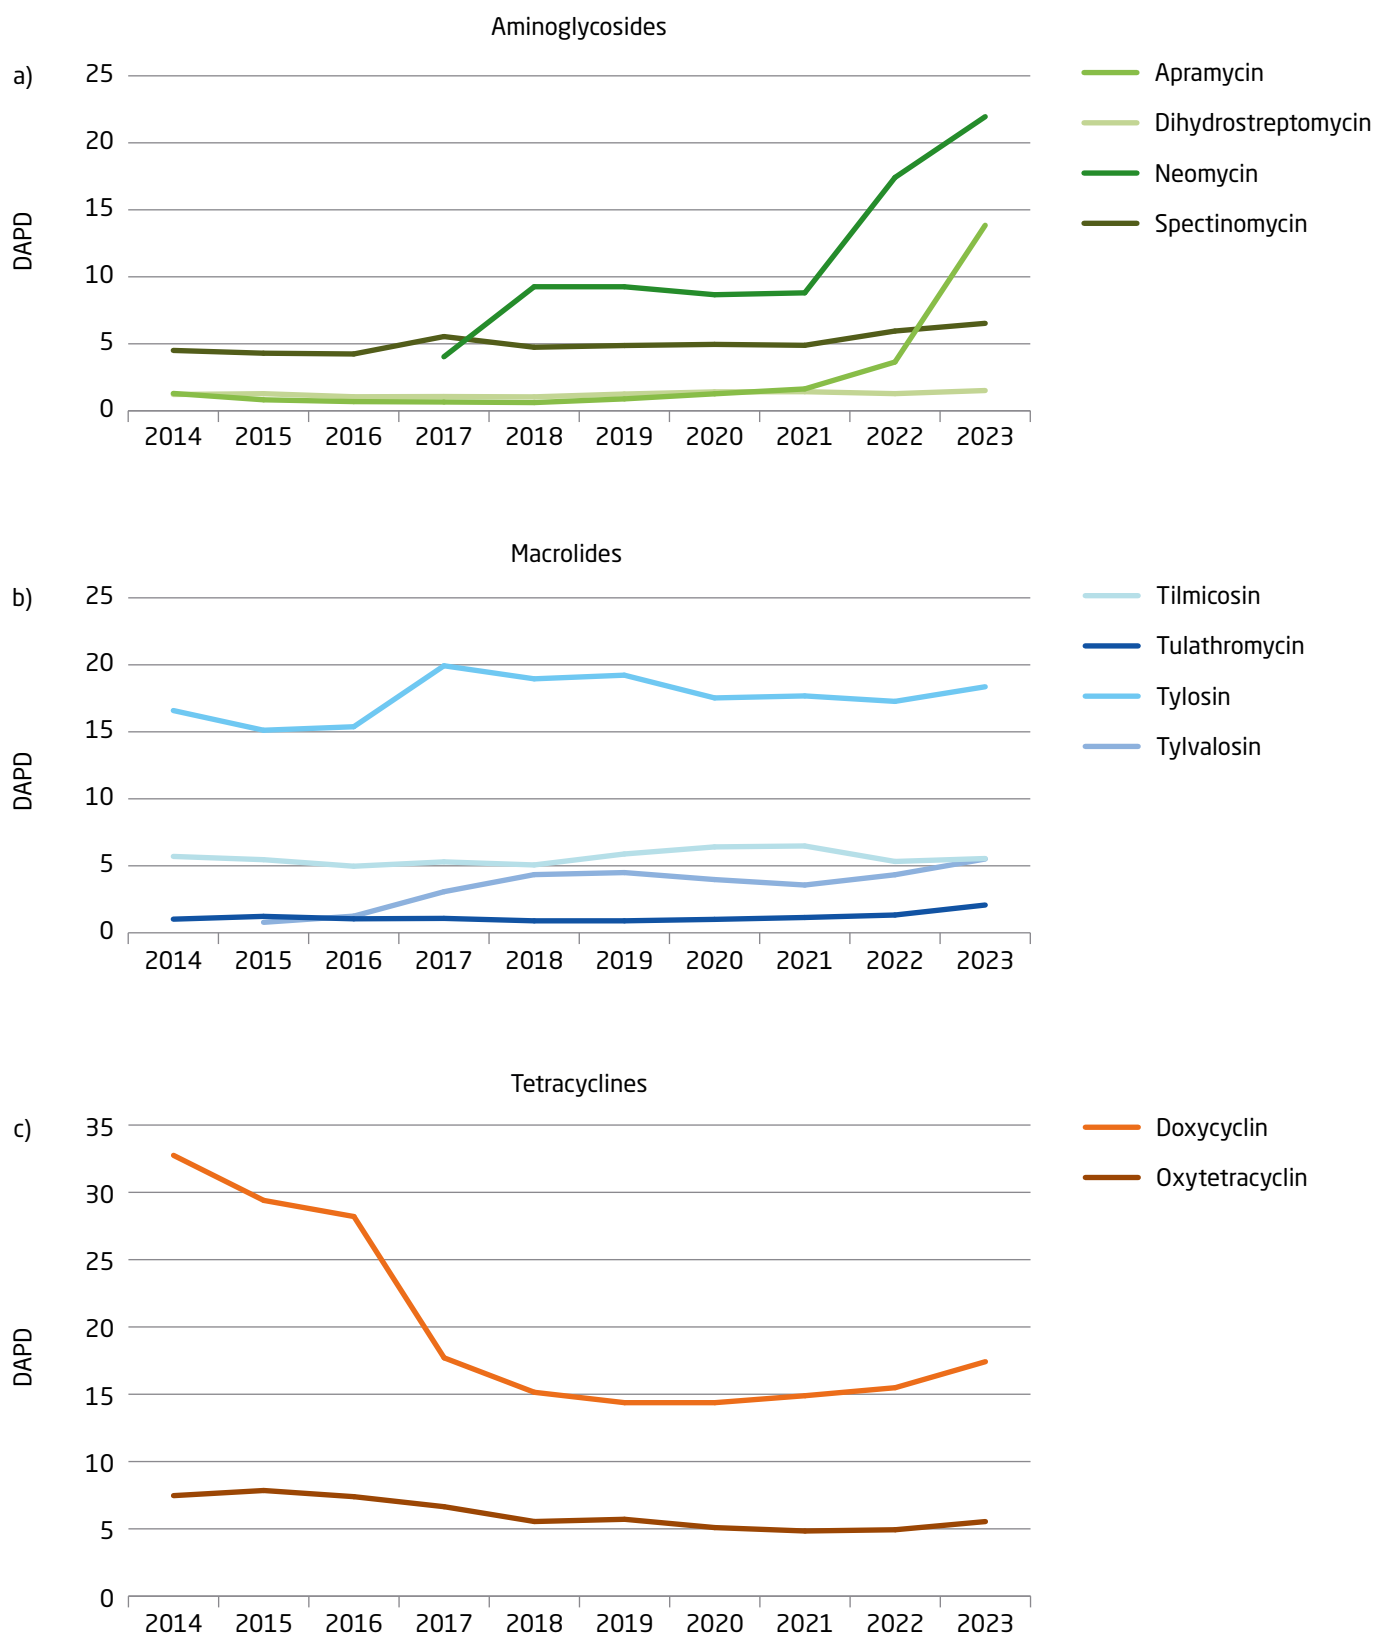 Aminoglycosides
a)
25
20
15
10
5
0
DAPD
2014 2015 2016 2017 2018 2019 2020 2021 2022 2023
Apramycin
Dihydrostreptomycin
Neomycin
Spectinomycin
Macrolides
b)
25
20
15
10
5
0
DAPD
2014 2015 2016 2017 2018 2019 2020 2021 2022 2023
Tilmicosin
Tulathromycin
Tylosin
Tylvalosin
Tetracyclines
c)
35
30
25
20
15
10
5
0
DAPD
2014 2015 2016 2017 2018 2019 2020 2021 2022 2023
Doxycyclin
Oxytetracyclin